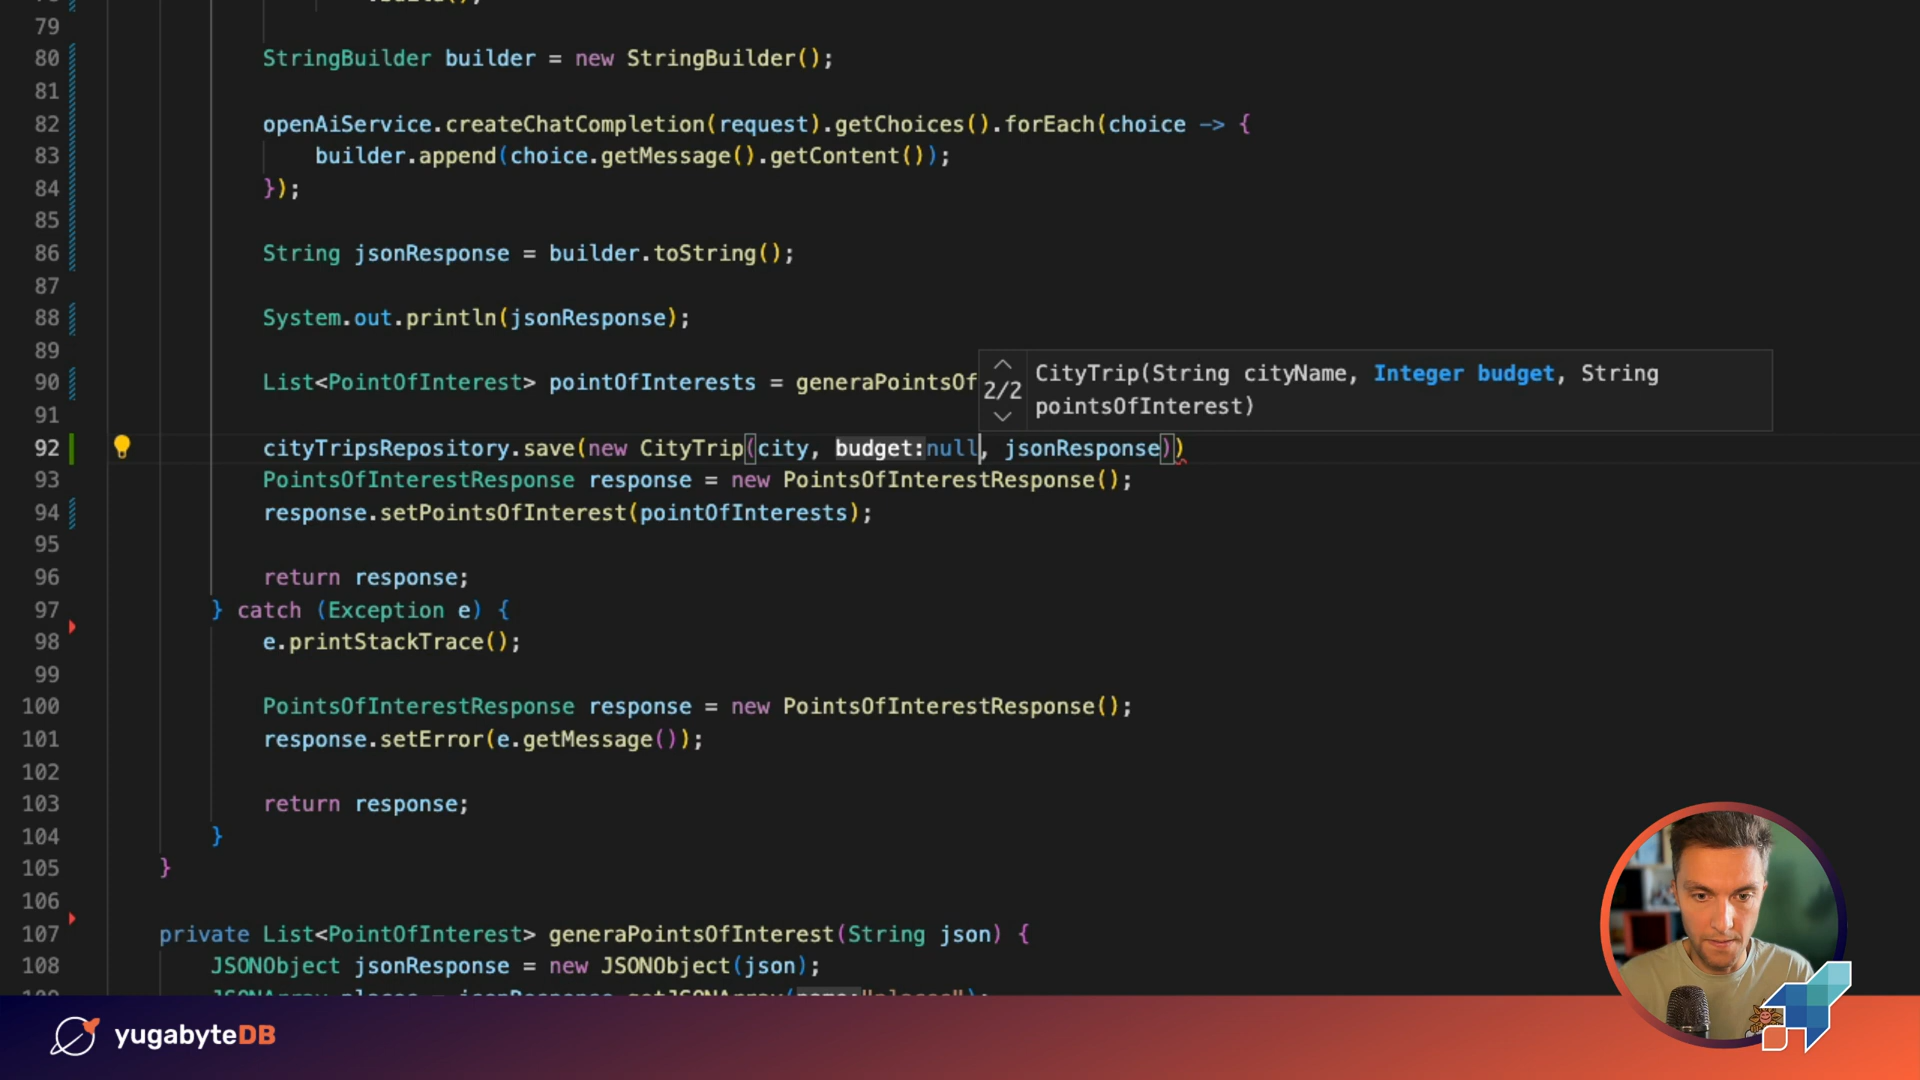 79
80 StringBuilder builder = new StringBuilder();
81
82 openAiService.createChatCompletion(request).getChoices().forEach(choice -> {
83 builder.append(choice.getMessage().getContent());
84 });
85
86 String jsonResponse = builder.toString();
87
88 System.out.println(jsonResponse);
89
90 List<PointOfInterest> pointOfInterests = generaPointsOf
2/2 CityTrip(String cityName, Integer budget, String
pointsOfInterest)
91
92 cityTripsRepository.save(new CityTrip(city, budget:null, jsonResponse))
93 PointsOfInterestResponse response = new PointsOfInterestResponse();
94 response.setPointsOfInterest(pointOfInterests);
95
96 return response;
97 } catch (Exception e) {
98 e.printStackTrace();
99
100 PointsOfInterestResponse response = new PointsOfInterestResponse();
101 response.setError(e.getMessage());
102
103 return response;
104 }
105 }
106
107 private List<PointOfInterest> generaPointsOfInterest(String json) {
108 JSONObject jsonResponse = new JSONObject(json);
yugabyteDB